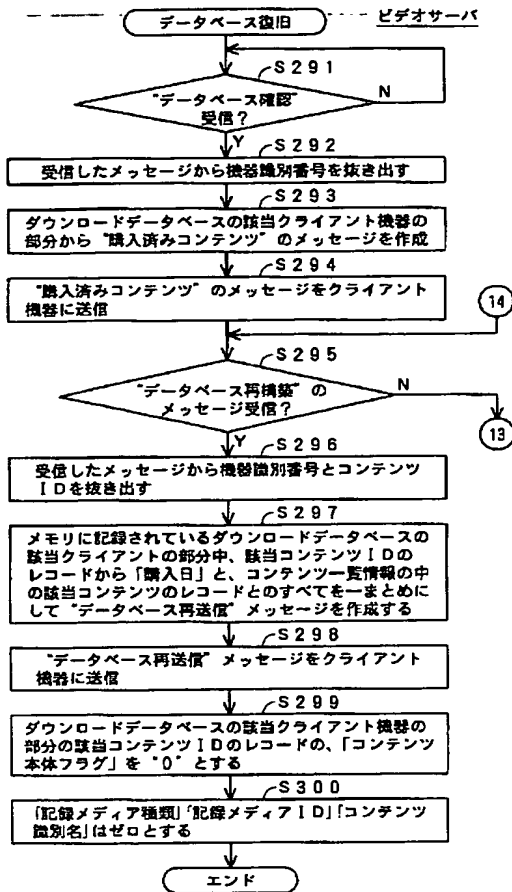 ビデオサーバ
データベース復旧
S291
“データベース確認”
受信？
N
Y
S292
受信したメッセージから機器識別番号を抜き出す
S293
ダウンロードデータベースの該当クライアント機器の
部分から“購入済みコンテンツ”のメッセージを作成
S294
“購入済みコンテンツ”のメッセージをクライアント
機器に送信
14
S295
“データベース再構築”の
メッセージ受信？
N
13
Y
S296
受信したメッセージから機器識別番号とコンテンツ
IDを抜き出す
S297
メモリに記録されているダウンロードデータベースの
該当クライアントの部分中、該当コンテンツIDの
レコードから「購入日」と、コンテンツ一覧情報の中
の該当コンテンツのレコードとのすべてを一まとめに
して“データベース再送信”メッセージを作成する
S298
“データベース再送信”メッセージをクライアント
機器に送信
S299
ダウンロードデータベースの該当クライアント機器の
部分の該当コンテンツIDのレコードの、「コンテンツ
本体フラグ」を“0”とする
S300
「記録メディア種類」「記録メディアID」「コンテンツ
識別名」はゼロとする
エンド